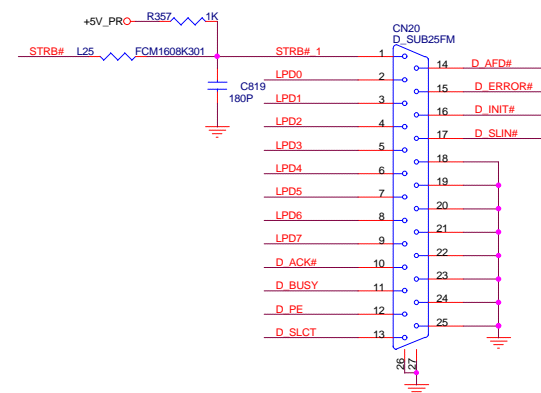 +5V_PR
R357
1K
CN20
D_SUB25FM
STRB#
L25
FCM1608K301
STRB#_1
1
14
D_AFD#
C819
180P
LPD0
2
15
D_ERROR#
LPD1
3
16
D_INIT#
LPD2
4
17
D_SLIN#
LPD3
5
18
LPD4
6
19
LPD5
7
20
LPD6
8
21
LPD7
9
22
D_ACK#
10
23
D_BUSY
11
24
D_PE
12
25
D_SLCT
13
26
27